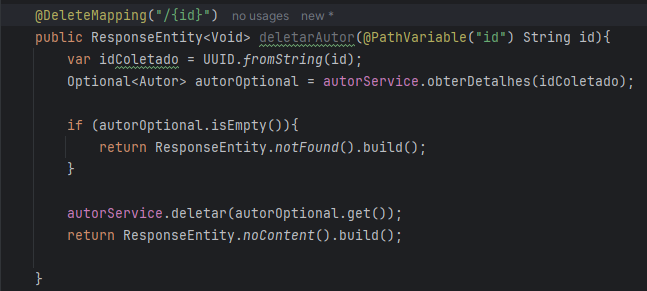 @DeleteMapping("/{id}") no usages new *
public ResponseEntity<Void> deletarAutor(@PathVariable("id") String id){
var idColetado = UUID.fromString(id);
Optional<Autor> autorOptional = autorService.obterDetalhes(idColetado);
if (autorOptional.isEmpty()){
return ResponseEntity.notFound().build();
}
autorService.deletar(autorOptional.get());
return ResponseEntity.noContent().build();
}